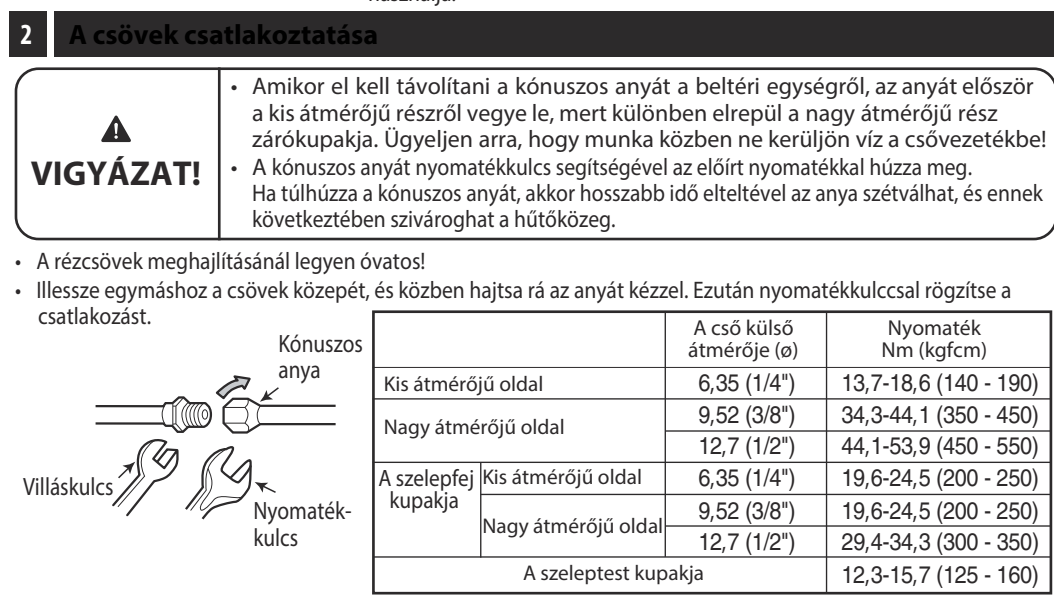 2 A csövek csatlakoztatása
VIGYÁZAT!
• Amikor el kell távolítani a kónuszos anyát a beltéri egységről, az anyát először
a kis átmérőjű részről vegye le, mert különben elrepül a nagy átmérőjű rész
zárókupakja. Ügyeljen arra, hogy munka közben ne kerüljön víz a csővezetékbe!
• A kónuszos anyát nyomatékkulcs segítségével az előírt nyomatékkal húzza meg.
Ha túlhúzza a kónuszos anyát, akkor hosszabb idő elteltével az anya szétválhat, és ennek
következtében szivároghat a hűtőközeg.
• A rézcsövek meghajlításánál legyen óvatos!
• Illessze egymáshoz a csövek közepét, és közben hajtsa rá az anyát kézzel. Ezután nyomatékkulccsal rögzítse a
csatlakozást.
Kónuszos
anya
Villáskulcs
Nyomaték-
kulcs
A cső külső
átmérője (ø)
Nyomaték
Nm (kgfcm)
Kis átmérőjű oldal 6,35 (1/4") 13,7-18,6 (140 - 190)
Nagy átmérőjű oldal 9,52 (3/8") 34,3-44,1 (350 - 450)
12,7 (1/2") 44,1-53,9 (450 - 550)
A szelepfej
kupakja
Kis átmérőjű oldal 6,35 (1/4") 19,6-24,5 (200 - 250)
Nagy átmérőjű oldal 9,52 (3/8") 19,6-24,5 (200 - 250)
12,7 (1/2") 29,4-34,3 (300 - 350)
A szeleptest kupakja 12,3-15,7 (125 - 160)